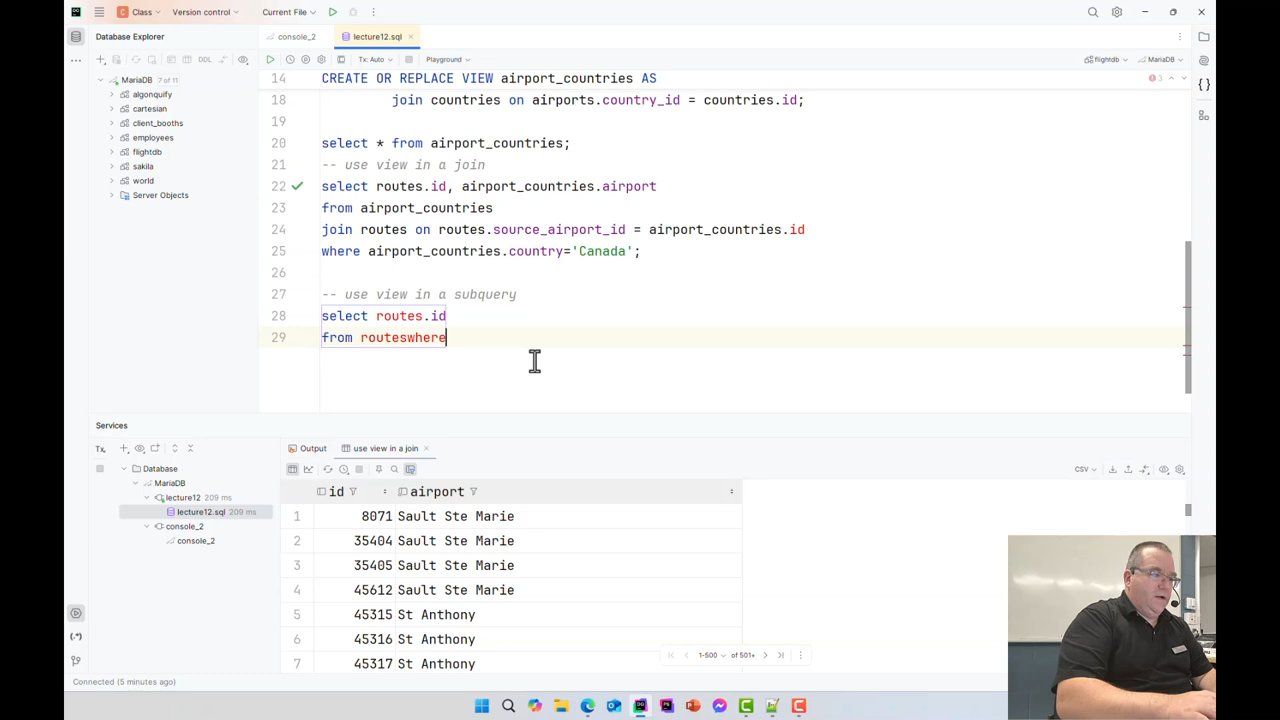 Class
Version control
Current File
Database Explorer
console_2
lecture12.sql
DDL
Tx: Auto
Playground
flightdb
MariaDB
MariaDB 7 of 11
algonquify
cartesian
client_booths
employees
flightdb
sakila
world
Server Objects
14 CREATE OR REPLACE VIEW airport_countries AS
3
18 join countries on airports.country_id = countries.id;
19
20 select * from airport_countries;
21 -- use view in a join
22 select routes.id, airport_countries.airport
23 from airport_countries
24 join routes on routes.source_airport_id = airport_countries.id
25 where airport_countries.country='Canada';
26
27 -- use view in a subquery
28 select routes.id
29 from routeswhere
Services
Tx
Database
MariaDB
lecture12 209 ms
lecture12.sql 209 ms
console_2
console_2
Output
use view in a join
CSV
id airport
1 8071 Sault Ste Marie
2 35404 Sault Ste Marie
3 35405 Sault Ste Marie
4 45612 Sault Ste Marie
5 45315 St Anthony
6 45316 St Anthony
7 45317 St Anthony
1-500 of 501+
Connected (5 minutes ago)